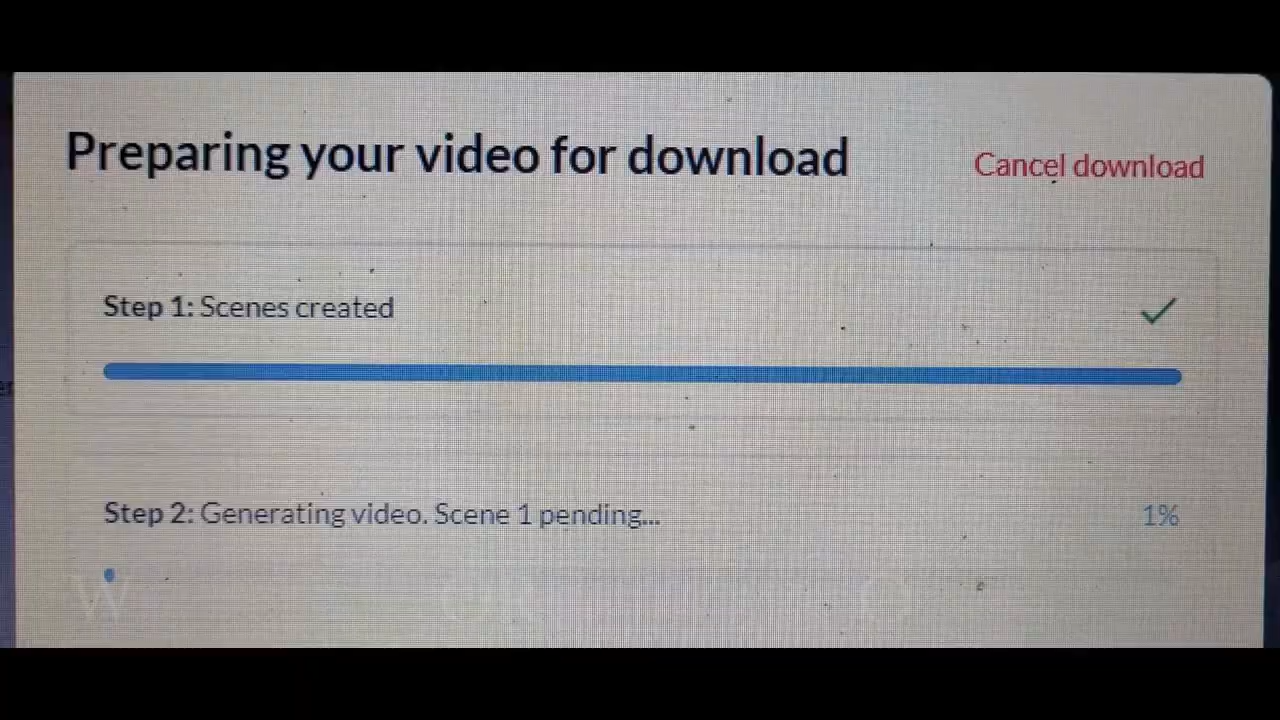 Preparing your video for download
Cancel download
Step 1: Scenes created
Step 2: Generating video. Scene 1 pending...
1%